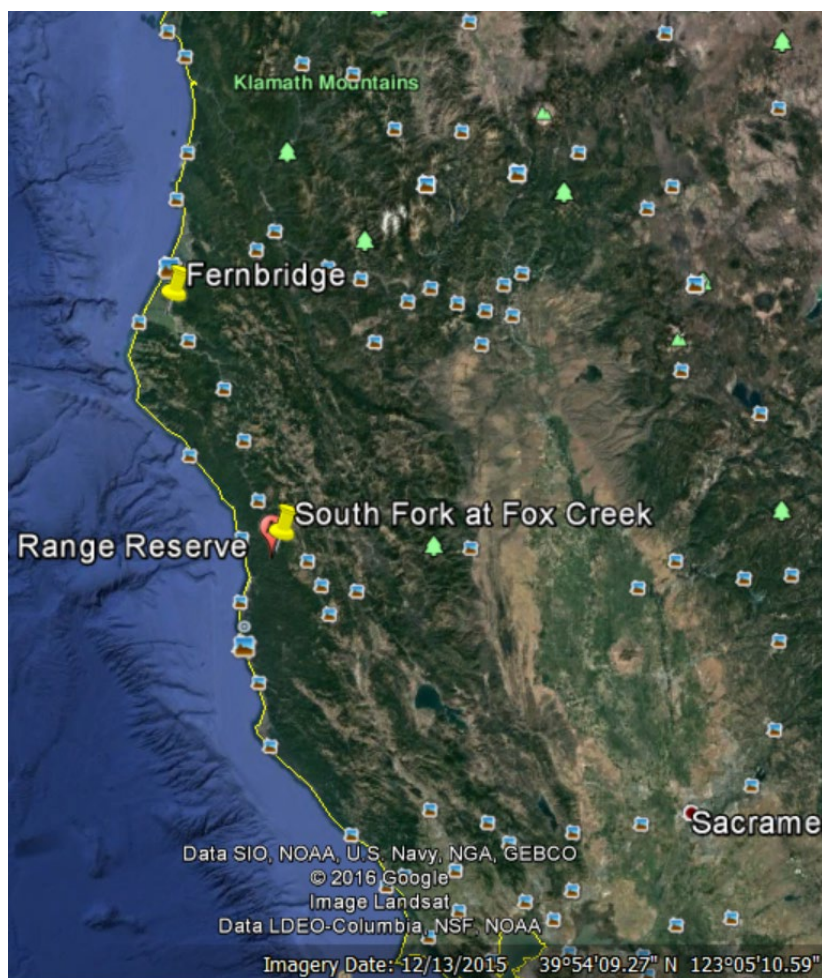 Klamath Mountains
Fernbridge
South Fork at Fox Creek
Range Reserve
Sacrame
Data SIO, NOAA, U.S. Navy, NGA, GEBCO
© 2016 Google
Image Landsat
Data LDEO-Columbia, NSF, NOAA
Imagery Date: 12/13/2015 39°54'09.27" N 123°05'10.59"